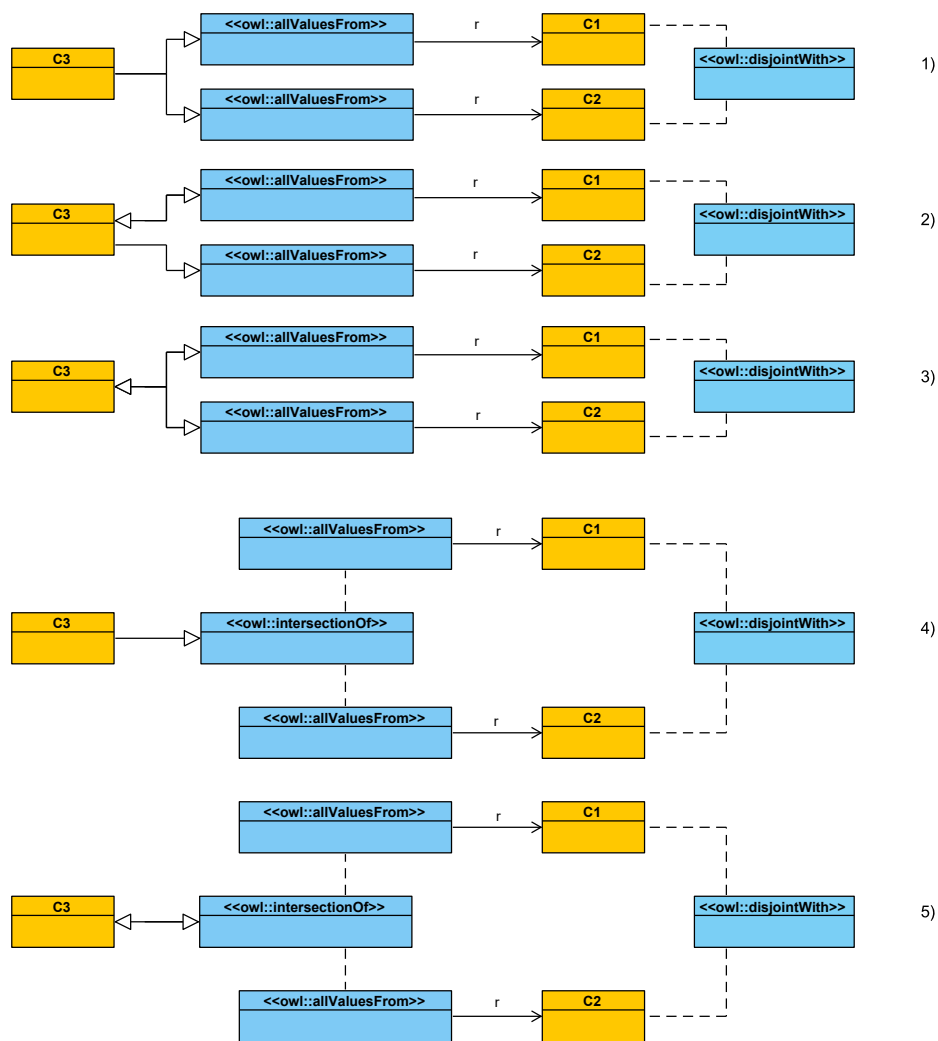 <<owl::allValuesFrom>> r C1
C3 <<owl::disjointWith>> 1)
<<owl::allValuesFrom>> r C2
<<owl::allValuesFrom>> r C1
C3 <<owl::disjointWith>> 2)
<<owl::allValuesFrom>> r C2
<<owl::allValuesFrom>> r C1
C3 <<owl::disjointWith>> 3)
<<owl::allValuesFrom>> r C2
<<owl::allValuesFrom>> r C1
C3 <<owl::intersectionOf>> <<owl::disjointWith>> 4)
<<owl::allValuesFrom>> r C2
<<owl::allValuesFrom>> r C1
C3 <<owl::intersectionOf>> <<owl::disjointWith>> 5)
<<owl::allValuesFrom>> r C2